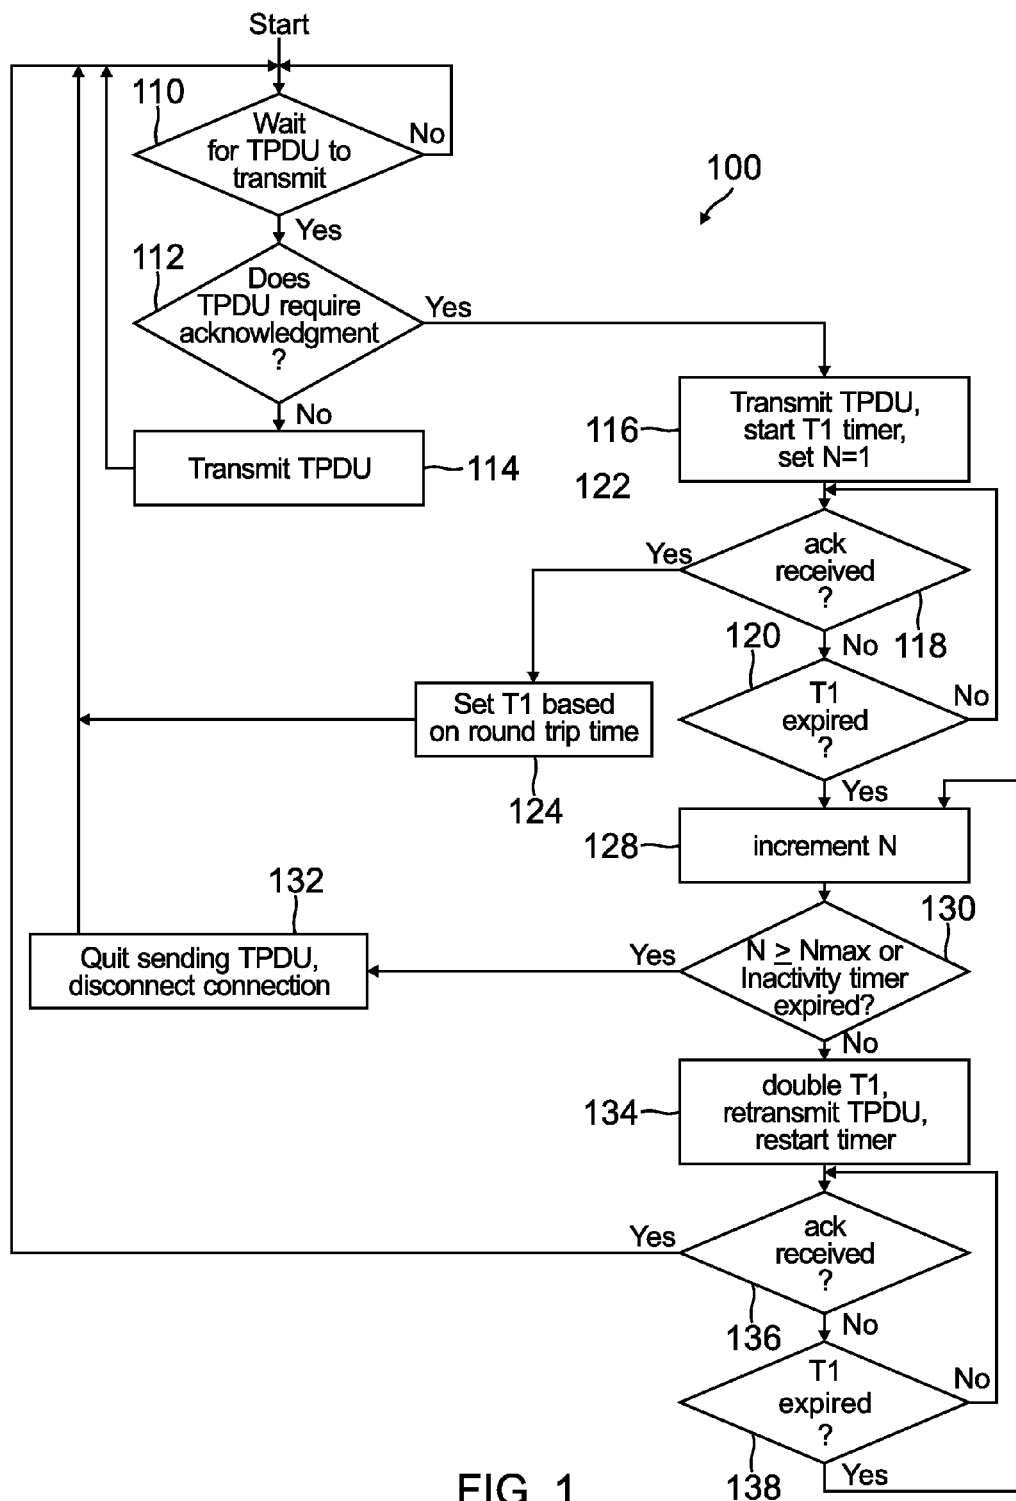 Start
110
Wait
for TPDU to
transmit
No
100
Yes
112
Does
TPDU require
acknowledgment
?
Yes
No
Transmit TPDU
114
116
Transmit TPDU,
start T1 timer,
set N=1
122
Yes
ack
received
?
118
No
120
T1
expired
?
No
Set T1 based
on round trip time
124
Yes
128
increment N
132
130
Quit sending TPDU,
disconnect connection
Yes
N ≥ Nmax or
Inactivity timer
expired?
No
134
double T1,
retransmit TPDU,
restart timer
Yes
ack
received
?
136
No
T1
expired
?
No
138
Yes
FIG. 1